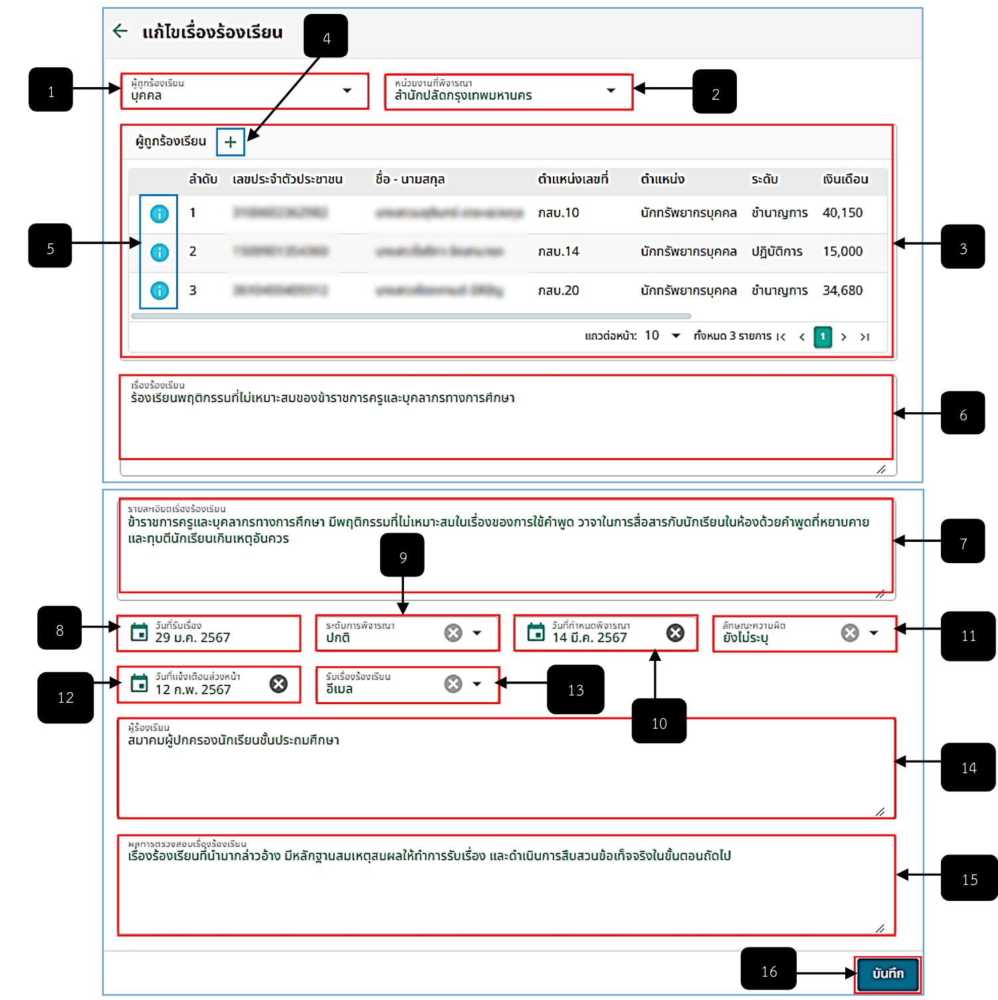 แก้ไขเรื่องร้องเรียน
4
1
ผู้ถูกร้องเรียน
บุคคล
หน่วยงานที่พิจารณา
สำนักปลัดกรุงเทพมหานคร
2
ผู้ถูกร้องเรียน +
ลำดับ เลขประจำตัวประชาชน ชื่อ - นามสกุล ตำแหน่งเลขที่ ตำแหน่ง ระดับ เงินเดือน
1 กสบ.10 นักทรัพยากรบุคคล ชำนาญการ 40,150
5
2 กสบ.14 นักทรัพยากรบุคคล ปฏิบัติการ 15,000
3
3 กสบ.20 นักทรัพยากรบุคคล ชำนาญการ 34,680
แถวต่อหน้า: 10 ทั้งหมด 3 รายการ 1
เรื่องร้องเรียน
ร้องเรียนพฤติกรรมที่ไม่เหมาะสมของข้าราชการครูและบุคลากรทางการศึกษา
6
รายละเอียดเรื่องร้องเรียน
ข้าราชการครูและบุคลากรทางการศึกษา มีพฤติกรรมที่ไม่เหมาะสมในเรื่องของการใช้คำพูด วาจาในการสื่อสารกับนักเรียนในห้องด้วยคำพูดที่หยาบคาย
และทุบตีนักเรียนเกินเหตุอันควร
7
9
8
วันที่รับเรื่อง
29 ม.ค. 2567
ระดับการพิจารณา
ปกติ
วันที่กำหนดพิจารณา
14 มี.ค. 2567
ลักษณะความผิด
ยังไม่ระบุ
11
12
วันที่แจ้งเตือนล่วงหน้า
12 ก.พ. 2567
รับเรื่องร้องเรียน
อีเมล
13
10
ผู้ร้องเรียน
สมาคมผู้ปกครองนักเรียนชั้นประถมศึกษา
14
ผลการตรวจสอบเรื่องร้องเรียน
เรื่องร้องเรียนที่นำมากล่าวอ้าง มีหลักฐานสมเหตุสมผลให้ทำการรับเรื่อง และดำเนินการสืบสวนข้อเท็จจริงในขั้นตอนถัดไป
15
16
บันทึก